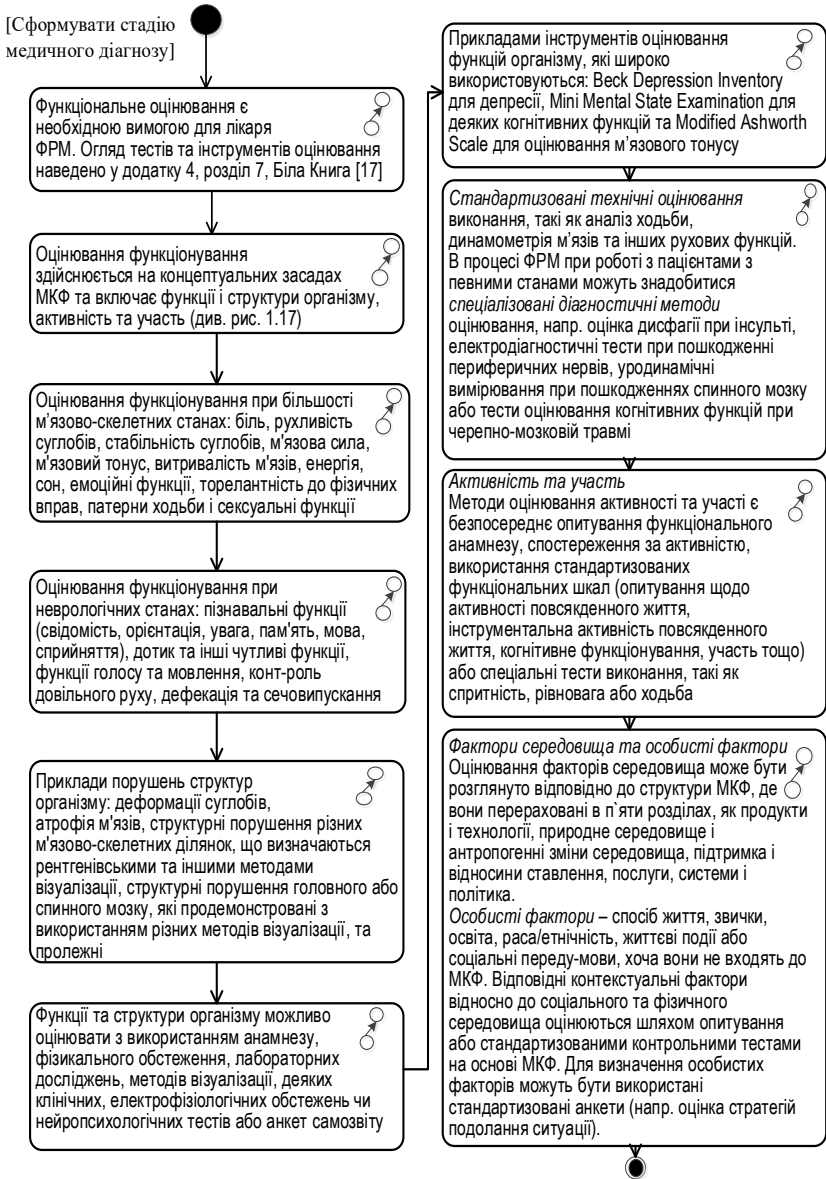 [Сформувати стадію
медичного діагнозу]
Функціональне оцінювання є
необхідною вимогою для лікаря
ФРМ. Огляд тестів та інструментів оцінювання
наведено у додатку 4, розділ 7, Біла Книга [17]
Оцінювання функціонування
здійснюється на концептуальних засадах
МКФ та включає функції і структури організму,
активність та участь (див. рис. 1.17)
Оцінювання функціонування при більшості
м'язово-скелетних станах: біль, рухливість
суглобів, стабільність суглобів, м'язова сила,
м'язовий тонус, витривалість м'язів, енергія,
сон, емоційні функції, торелантність до фізичних
вправ, патерни ходьби і сексуальні функції
Оцінювання функціонування при
неврологічних станах: пізнавальні функції
(свідомість, орієнтація, увага, пам'ять, мова,
сприйняття), дотик та інші чутливі функції,
функції голосу та мовлення, конт-роль
довільного руху, дефекація та сечовипускання
Приклади порушень структур
організму: деформації суглобів,
атрофія м'язів, структурні порушення різних
м'язово-скелетних ділянок, що визначаються
рентгенівськими та іншими методами
візуалізації, структурні порушення головного або
спинного мозку, які продемонстровані з
використанням різних методів візуалізації, та
пролежні
Функції та структури організму можливо
оцінювати з використанням анамнезу,
фізикального обстеження, лабораторних
досліджень, методів візуалізації, деяких
клінічних, електрофізіологічних обстежень чи
нейропсихологічних тестів або анкет самозвіту
Прикладами інструментів оцінювання
функцій організму, які широко
використовуються: Beck Depression Inventory
для депресії, Mini Mental State Examination для
деяких когнітивних функцій та Modified Ashworth
Scale для оцінювання м’язового тонусу
Стандартизовані технічні оцінювання
виконання, такі як аналіз ходьби,
динамометрія м’язів та інших рухових функцій.
В процесі ФРМ при роботі з пацієнтами з
певними станами можуть знадобитися
спеціалізовані діагностичні методи
оцінювання, напр. оцінка дисфагії при інсульті,
електродіагностичні тести при пошкодженні
периферичних нервів, уродинамічні
вимірювання при пошкодженнях спинного мозку
або тести оцінювання когнітивних функцій при
черепно-мозковій травмі
Активність та участь
Методи оцінювання активності та участі є
безпосереднє опитування функціонального
анамнезу, спостереження за активністю,
використання стандартизованих
функціональних шкал (опитування щодо
активності повсякденного життя,
інструментальна активність повсякденного
життя, когнітивне функціонування, участь тощо)
або спеціальні тести виконання, такі як
спритність, рівновага або ходьба
Фактори середовища та особисті фактори
Оцінювання факторів середовища може бути
розглянуто відповідно до структури МКФ, де
вони перераховані в п`яти розділах, як продукти
і технології, природне середовище і
антропогенні зміни середовища, підтримка і
відносини ставлення, послуги, системи і
політика.
Особисті фактори – спосіб життя, звички,
освіта, раса/етнічність, життєві події або
соціальні переду-мови, хоча вони не входять до
МКФ. Відповідні контекстуальні фактори
відносно до соціального та фізичного
середовища оцінюються шляхом опитування
або стандартизованими контрольними тестами
на основі МКФ. Для визначення особистих
факторів можуть бути використані
стандартизовані анкети (напр. оцінка стратегій
подолання ситуації).